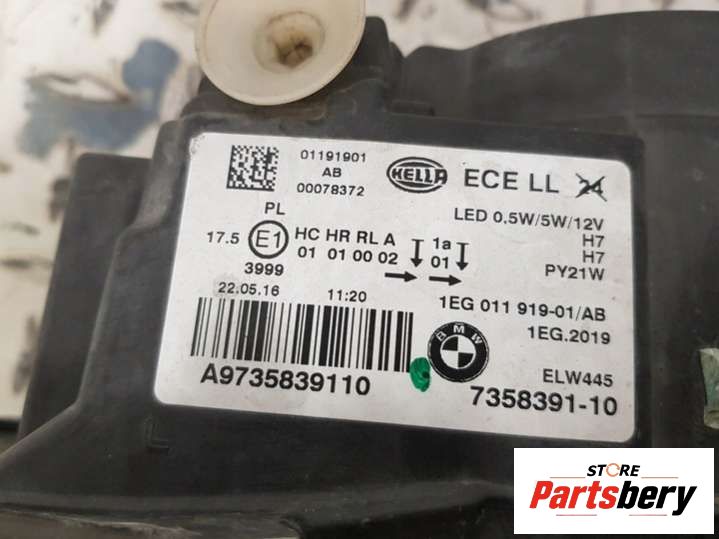 01191901
AB
00078372
HELLA ECE LL 24
LED 0,5W/5W/12V
H7
H7
PY21W
PL
17.5 E1 HC HR RL A 1a
01 01 00 02 01
3999
22.05.16 11:20
1EG 011 919-01/AB
1EG.2019
BMW
ELW445
A9735839110
7358391-10
L
STORE
Partsbery